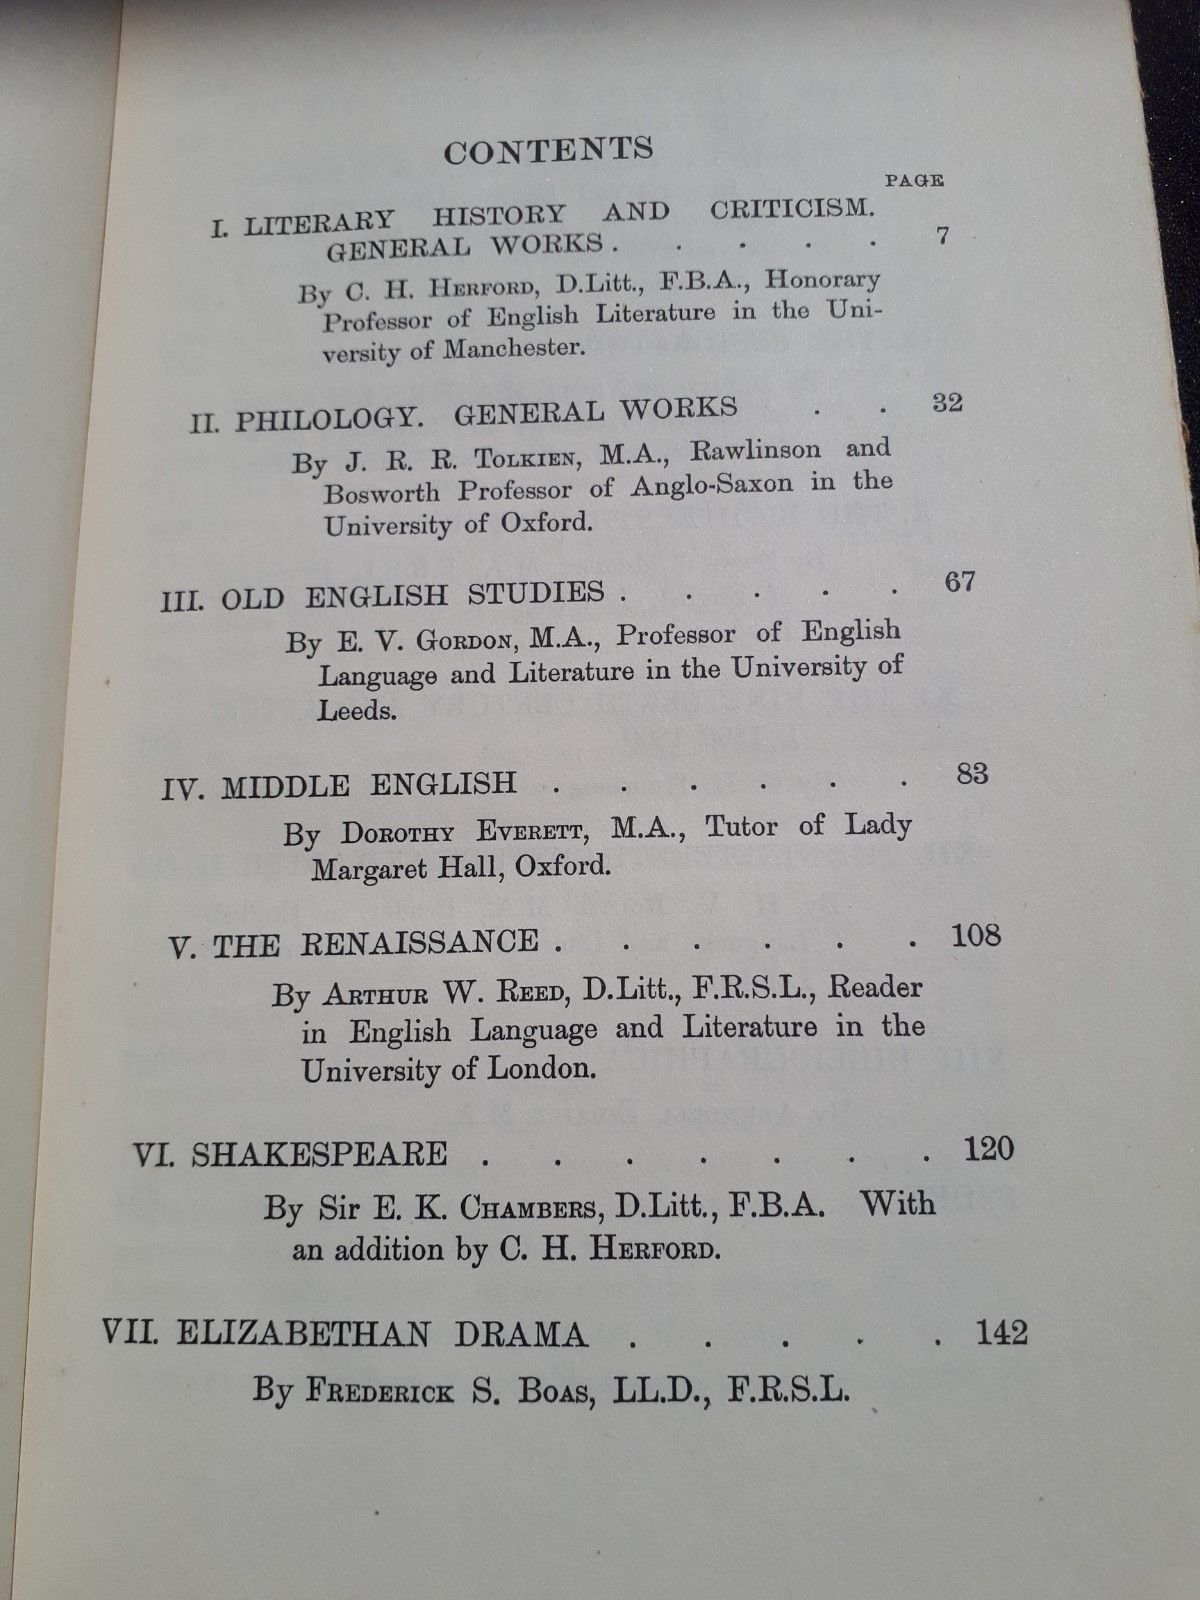 CONTENTS
PAGE
I. LITERARY HISTORY AND CRITICISM.
GENERAL WORKS . . . . . 7
By C. H. HERFORD, D.Litt., F.B.A., Honorary
Professor of English Literature in the Uni-
versity of Manchester.
II. PHILOLOGY. GENERAL WORKS . . 32
By J. R. R. TOLKIEN, M.A., Rawlinson and
Bosworth Professor of Anglo-Saxon in the
University of Oxford.
III. OLD ENGLISH STUDIES . . . . . 67
By E. V. GORDON, M.A., Professor of English
Language and Literature in the University of
Leeds.
IV. MIDDLE ENGLISH . . . . . . 83
By DOROTHY EVERETT, M.A., Tutor of Lady
Margaret Hall, Oxford.
V. THE RENAISSANCE . . . . . . 108
By ARTHUR W. REED, D.Litt., F.R.S.L., Reader
in English Language and Literature in the
University of London.
VI. SHAKESPEARE . . . . . . . 120
By Sir E. K. CHAMBERS, D.Litt., F.B.A. With
an addition by C. H. HERFORD.
VII. ELIZABETHAN DRAMA . . . . . 142
By FREDERICK S. BOAS, LL.D., F.R.S.L.